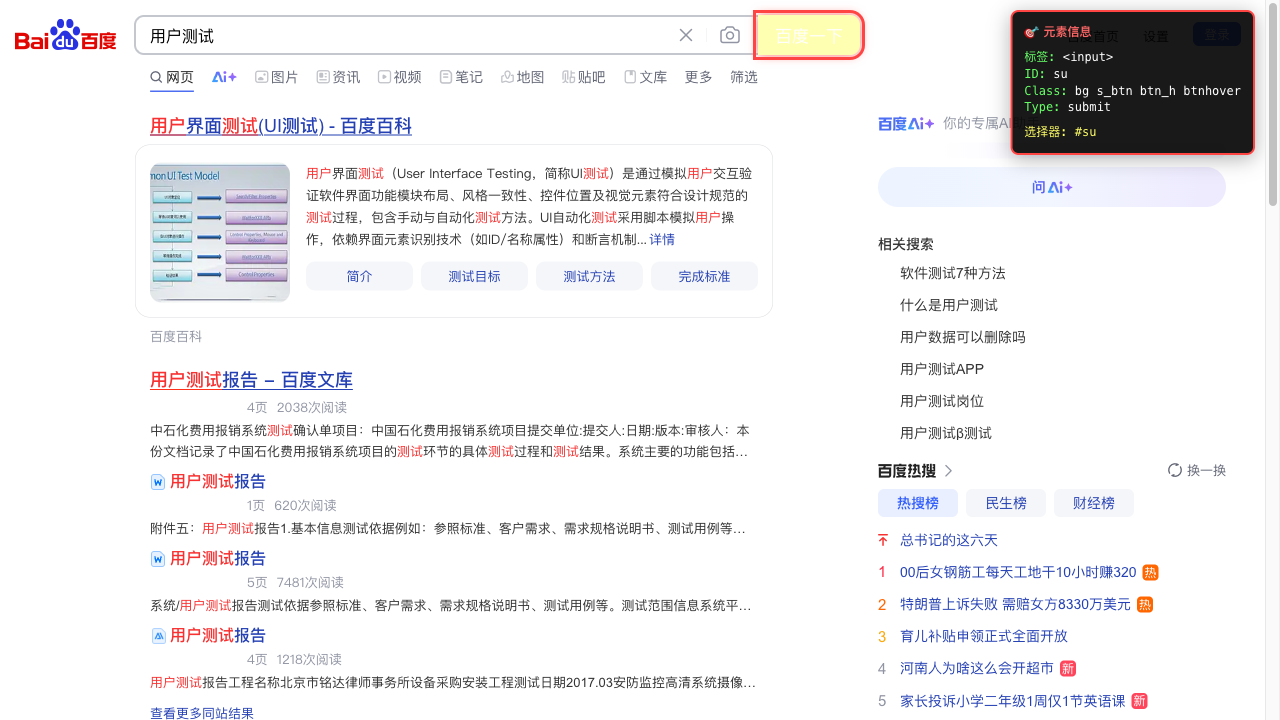 Bai du 百度
用户测试
百度一下
首页
设置
登录
🎯 元素信息
标签: <input>
ID: su
Class: bg s_btn btn_h btnhover
Type: submit
选择器: #su
网页
Ai+
图片
资讯
视频
笔记
地图
贴吧
文库
更多
筛选
用户界面测试(UI测试) - 百度百科
用户界面测试（User Interface Testing，简称UI测试）是通过模拟用户交互验
证软件界面功能模块布局、风格一致性、控件位置及视觉元素符合设计规范的
测试过程，包含手动与自动化测试方法。UI自动化测试采用脚本模拟用户操
作，依赖界面元素识别技术（如ID/名称属性）和断言机制... 详情
简介
测试目标
测试方法
完成标准
百度百科
用户测试报告 - 百度文库
4页 2038次阅读
中石化费用报销系统测试确认单项目：中国石化费用报销系统项目提交单位:提交人:日期:版本:审核人：本
份文档记录了中国石化费用报销系统项目的测试环节的具体测试过程和测试结果。系统主要的功能包括...
用户测试报告
1页 620次阅读
附件五：用户测试报告1.基本信息测试依据例如：参照标准、客户需求、需求规格说明书、测试用例等...
用户测试报告
5页 7481次阅读
系统/用户测试报告测试依据参照标准、客户需求、需求规格说明书、测试用例等。测试范围信息系统平...
用户测试报告
4页 1218次阅读
用户测试报告工程名称北京市铭达律师事务所设备采购安装工程测试日期2017.03安防监控高清系统摄像...
查看更多同站结果
百度Ai+ 你的专属A
问Ai+
相关搜索
软件测试7种方法
什么是用户测试
用户数据可以删除吗
用户测试APP
用户测试岗位
用户测试β测试
百度热搜
换一换
热搜榜
民生榜
财经榜
总书记的这六天
1 00后女钢筋工每天工地干10小时赚320 热
2 特朗普上诉失败 需赔女方8330万美元 热
3 育儿补贴申领正式全面开放
4 河南人为啥这么会开超市 新
5 家长投诉小学二年级1周仅1节英语课 新